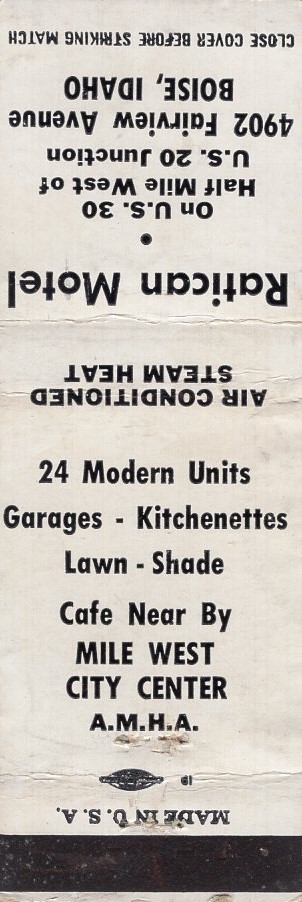 AIR CONDITIONED
STEAM HEAT
Ratican Motel
•
On U.S. 30
Half Mile West of
U.S. 20 Junction
4902 Fairview Avenue
BOISE, IDAHO
CLOSE COVER BEFORE STRIKING MATCH
24 Modern Units
Garages - Kitchenettes
Lawn - Shade
Cafe Near By
MILE WEST
CITY CENTER
A.M.H.A.
MADE IN U.S.A.